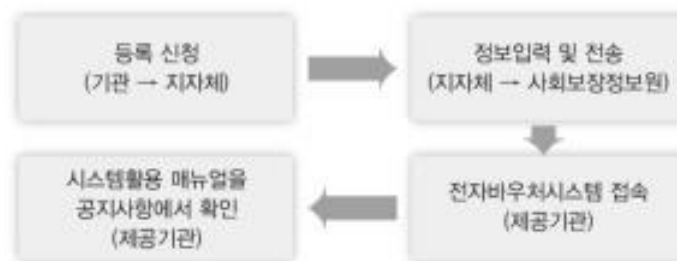 등록 신청
(기관 → 지자체)
정보입력 및 전송
(지자체 → 사회보장정보원)
전자바우처시스템 접속
(제공기관)
시스템활용 매뉴얼을
공지사항에서 확인
(제공기관)